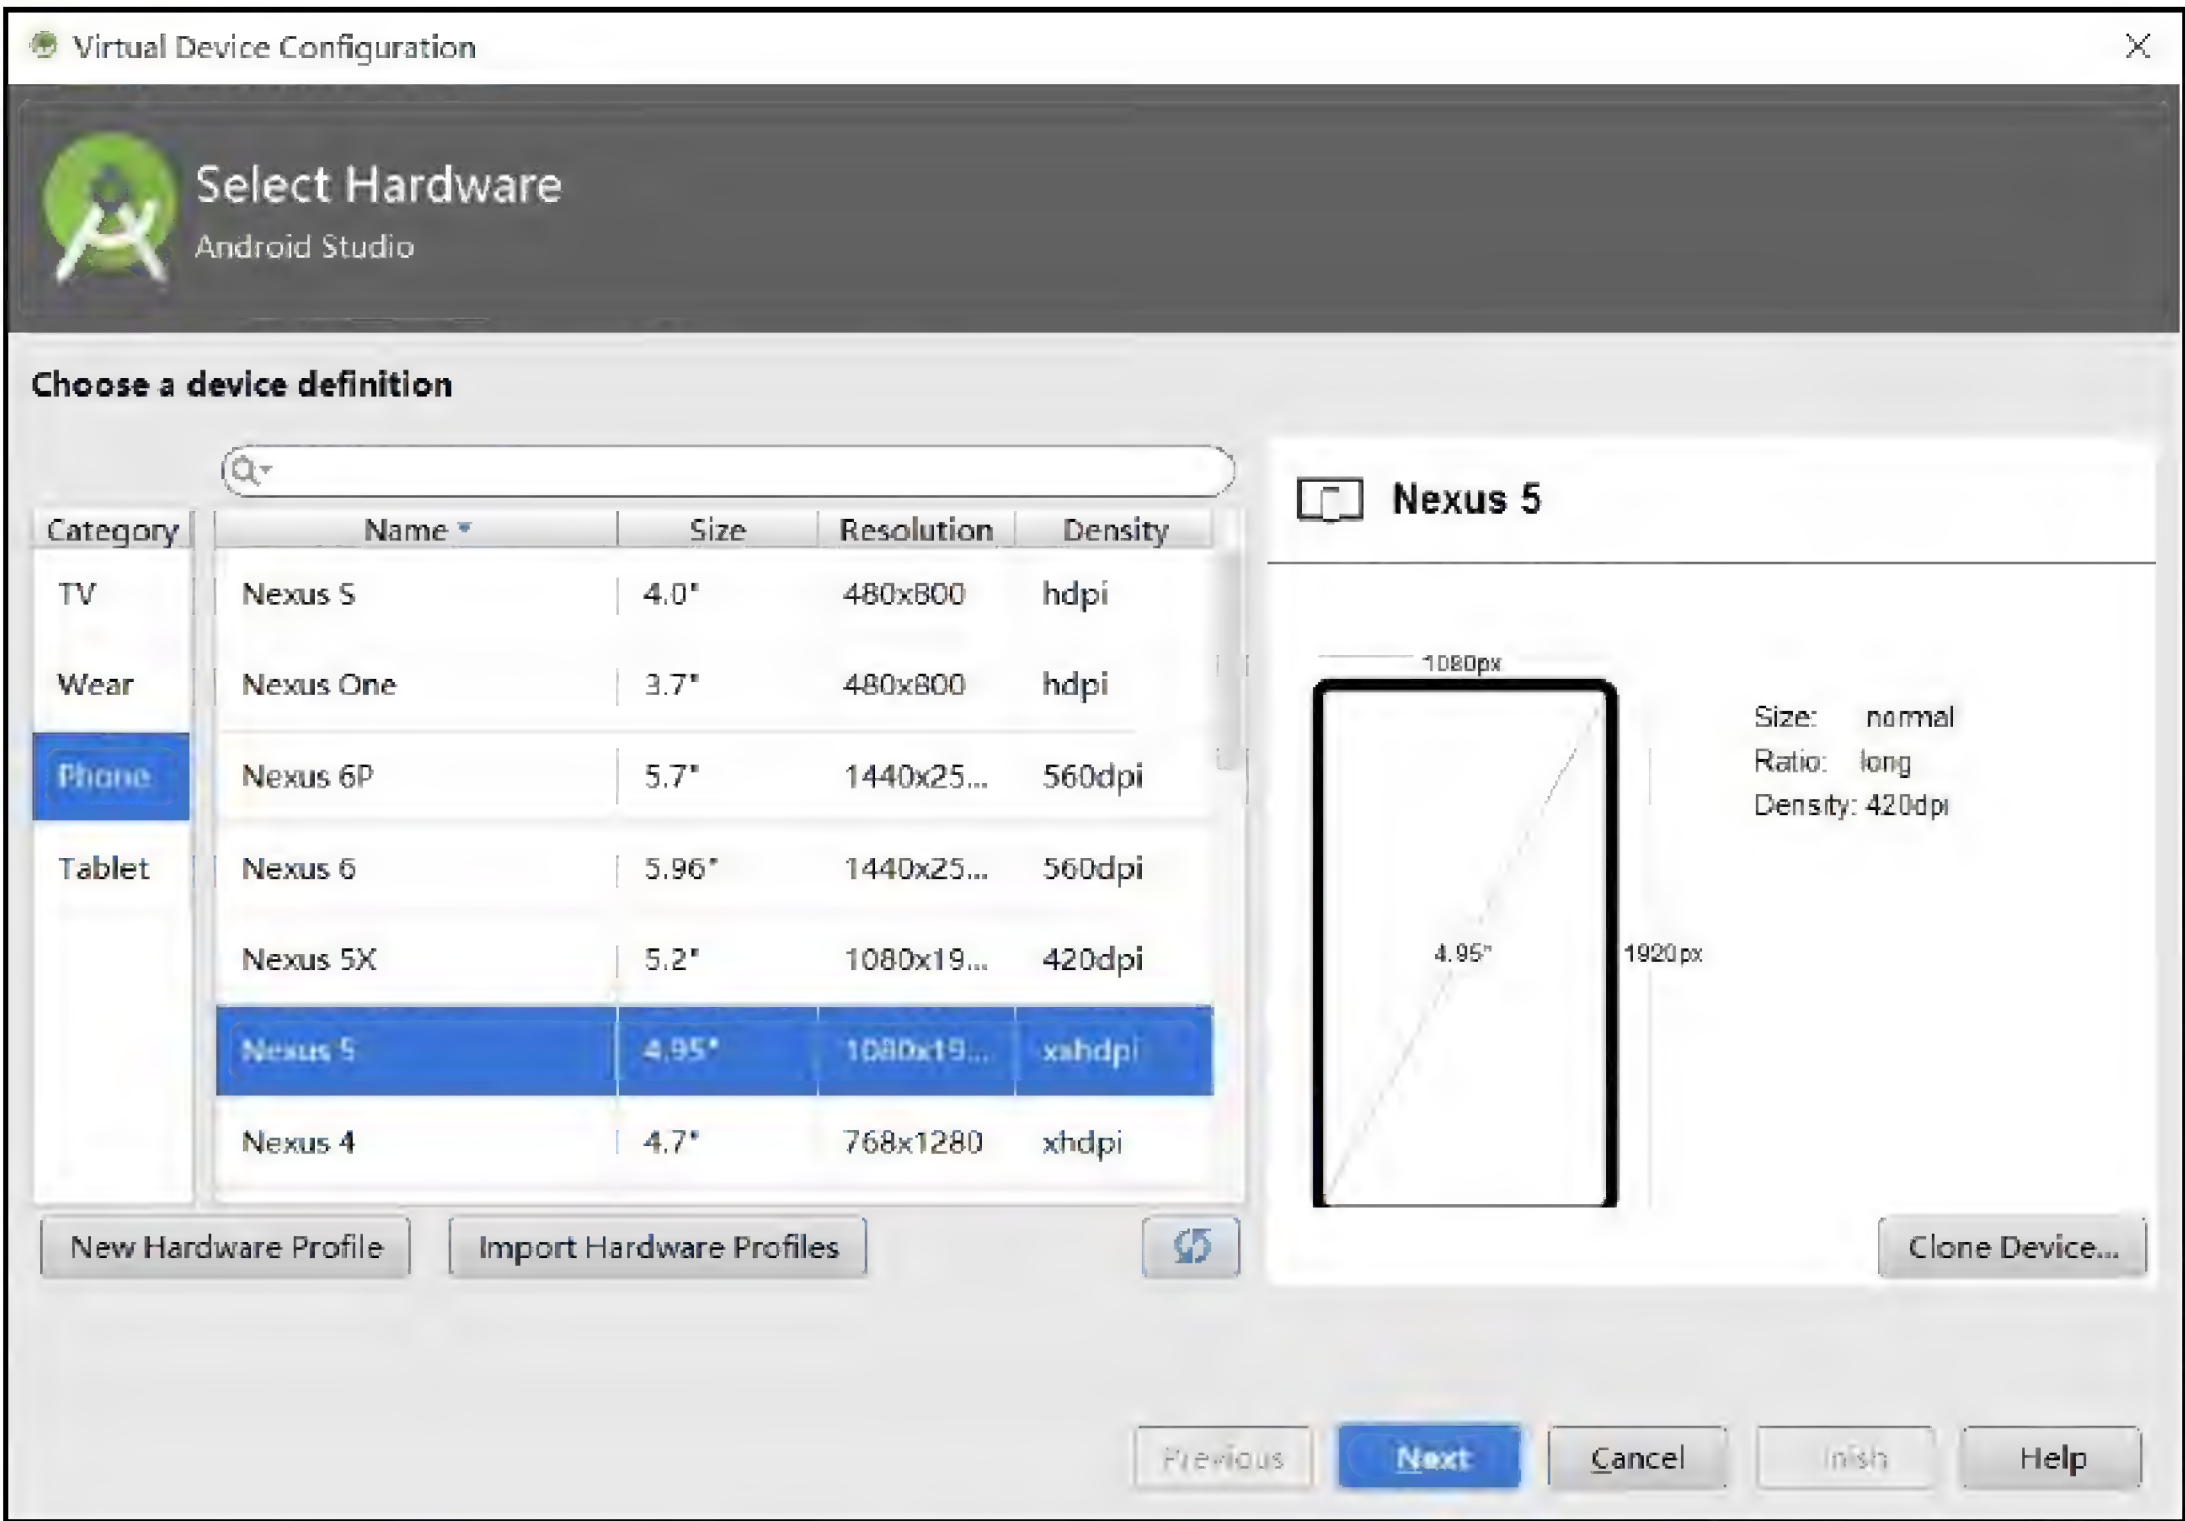 Virtual Device Configuration
Select Hardware
Android Studio
Choose a device definition
Category Name Size Resolution Density
TV Nexus S 4.0" 480x800 hdpi
Wear Nexus One 3.7" 480x800 hdpi
Phone Nexus 6P 5.7" 1440x25... 560dpi
Tablet Nexus 6 5.96" 1440x25... 560dpi
Nexus 5X 5.2" 1080x19... 420dpi
Nexus 5 4.95" 1080x19... xxhdpi
Nexus 4 4.7" 768x1280 xhdpi
New Hardware Profile Import Hardware Profiles
Nexus 5
1080px
Size: normal
Ratio: long
Density: 420dpi
4.95" 1920px
Clone Device...
Previous Next Cancel Help